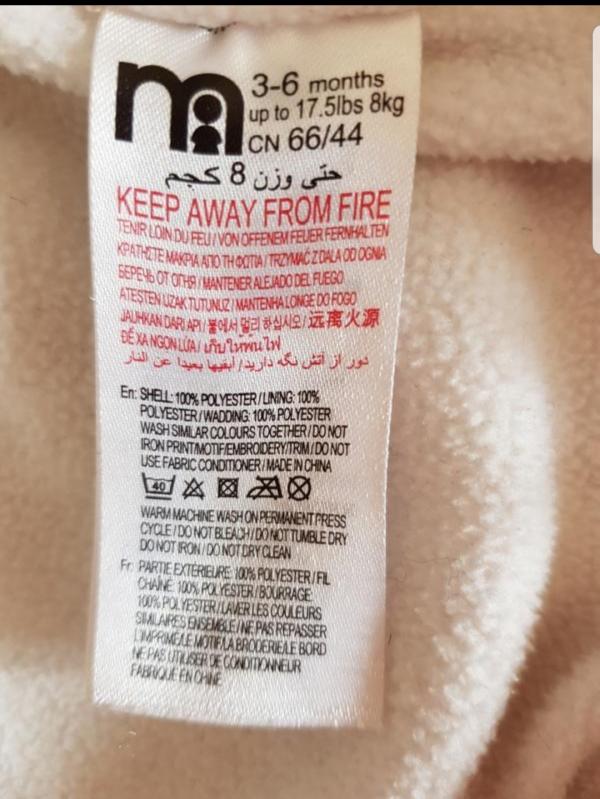 3-6 months
up to 17.5lbs 8kg
CN 66/44
حتى وزن 8 كجم
KEEP AWAY FROM FIRE
TENIR LOIN DU FEU / VON OFFENEM FEUER FERNHALTEN
ΚΡΑΤΗΣΤΕ ΜΑΚΡΙΑ ΑΠΟ ΤΗ ΦΩΤΙΑ / TRZYMAĆ Z DALA OD OGNIA
БЕРЕЧЬ ОТ ОГНЯ / MANTENER ALEJADO DEL FUEGO
ATEŞTEN UZAK TUTUNUZ / MANTENHA LONGE DO FOGO
JAUHKAN DARI API / 불에서 멀리 하십시오 / 远离火源
ĐỂ XA NGỌN LỬA / เก็บให้พ้นไฟ
دور از آتش نگه دارید / أبقيها بعيدا عن النار
En: SHELL: 100% POLYESTER / LINING: 100%
POLYESTER / WADDING: 100% POLYESTER
WASH SIMILAR COLOURS TOGETHER / DO NOT
IRON PRINT/MOTIF/EMBROIDERY/TRIM / DO NOT
USE FABRIC CONDITIONER / MADE IN CHINA
40
WARM MACHINE WASH ON PERMANENT PRESS
CYCLE / DO NOT BLEACH / DO NOT TUMBLE DRY
DO NOT IRON / DO NOT DRY CLEAN
Fr: PARTIE EXTÉRIEURE: 100% POLYESTER / FIL
CHAÎNE: 100% POLYESTER / BOURRAGE:
100% POLYESTER / LAVER LES COULEURS
SIMILAIRES ENSEMBLE / NE PAS REPASSER
L'IMPRIMÉ/LE MOTIF/LA BRODERIE/LE BORD
NE PAS UTILISER DE CONDITIONNEUR
FABRIQUÉ EN CHINE